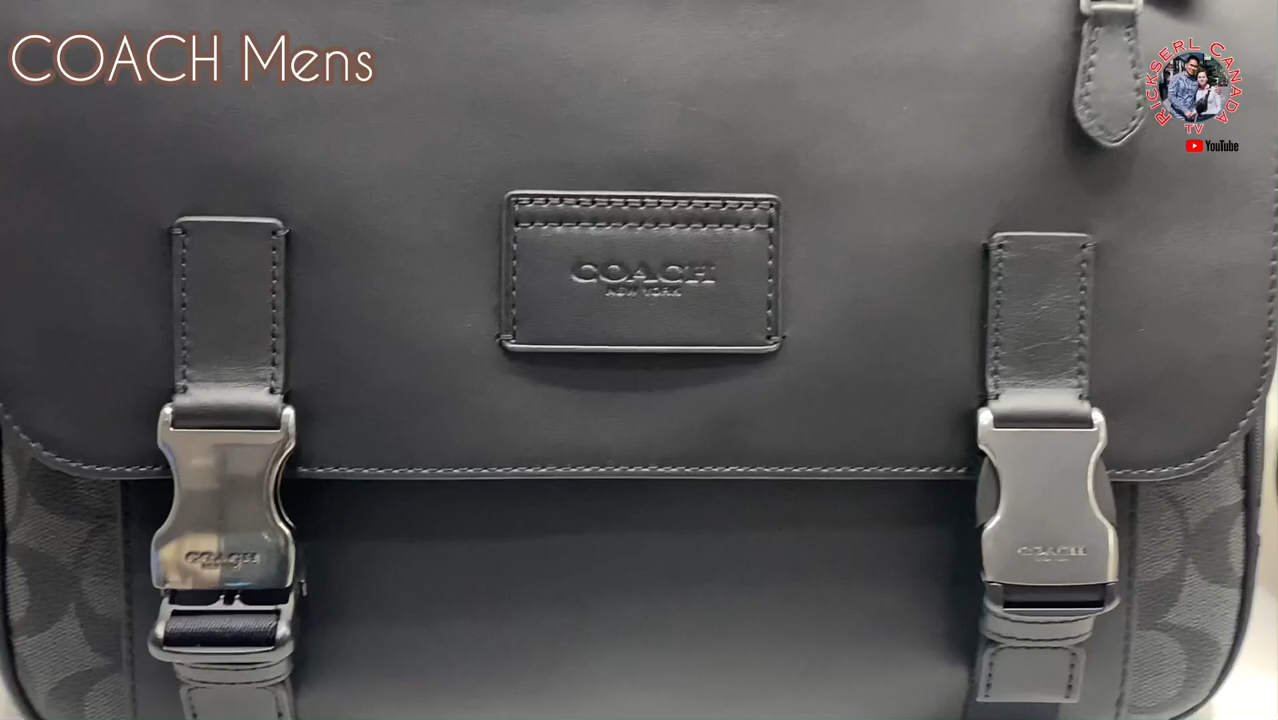 COACH Mens
RICKSERL CANADA
TV
YouTube
COACH
NEW YORK
COACH
COACH